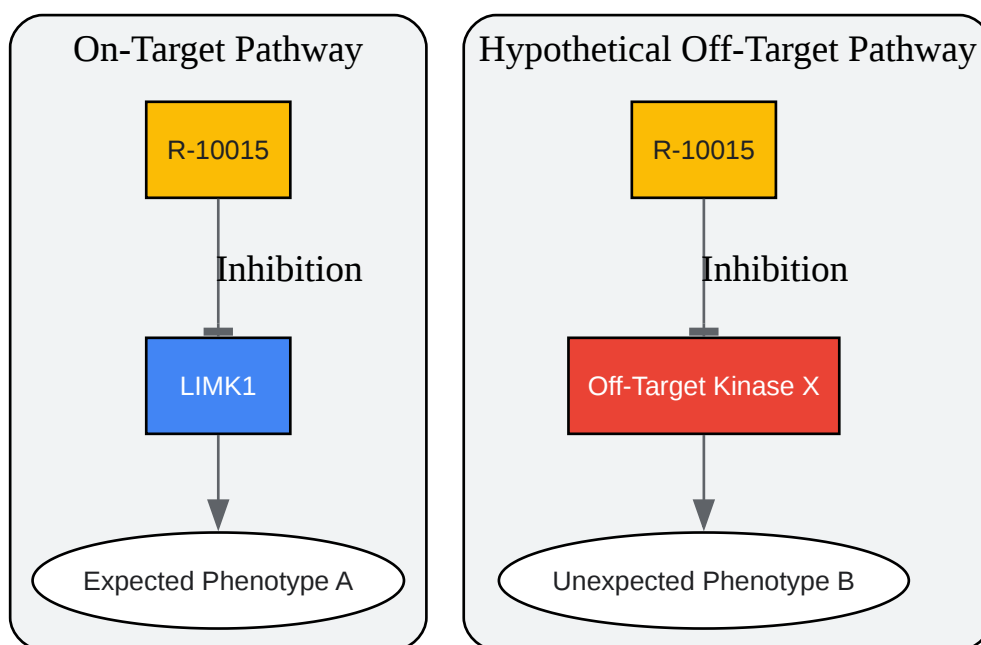 On-Target Pathway
R-10015
Inhibition
LIMK1
Expected Phenotype A
Hypothetical Off-Target Pathway
R-10015
Inhibition
Off-Target Kinase X
Unexpected Phenotype B